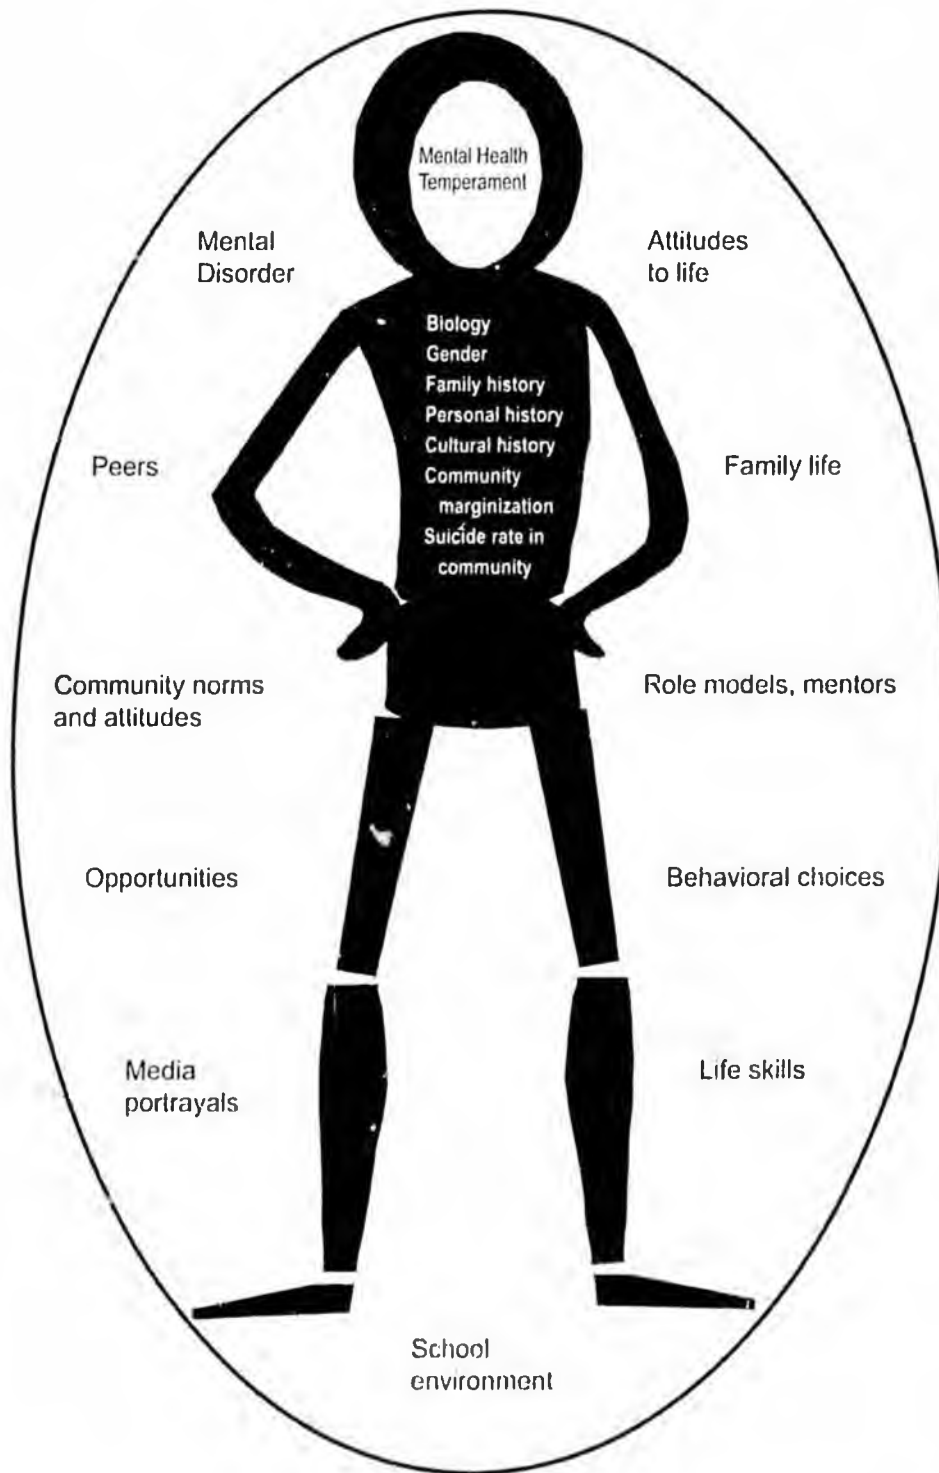 Mental Health
Temperament
Mental
Disorder
Attitudes
to life
Biology
Gender
Family history
Personal history
Cultural history
Community
marginization
Suicide rate in
community
Peers
Family life
Community norms
and attitudes
Role models, mentors
Opportunities
Behavioral choices
Media
portrayals
Life skills
School
environment